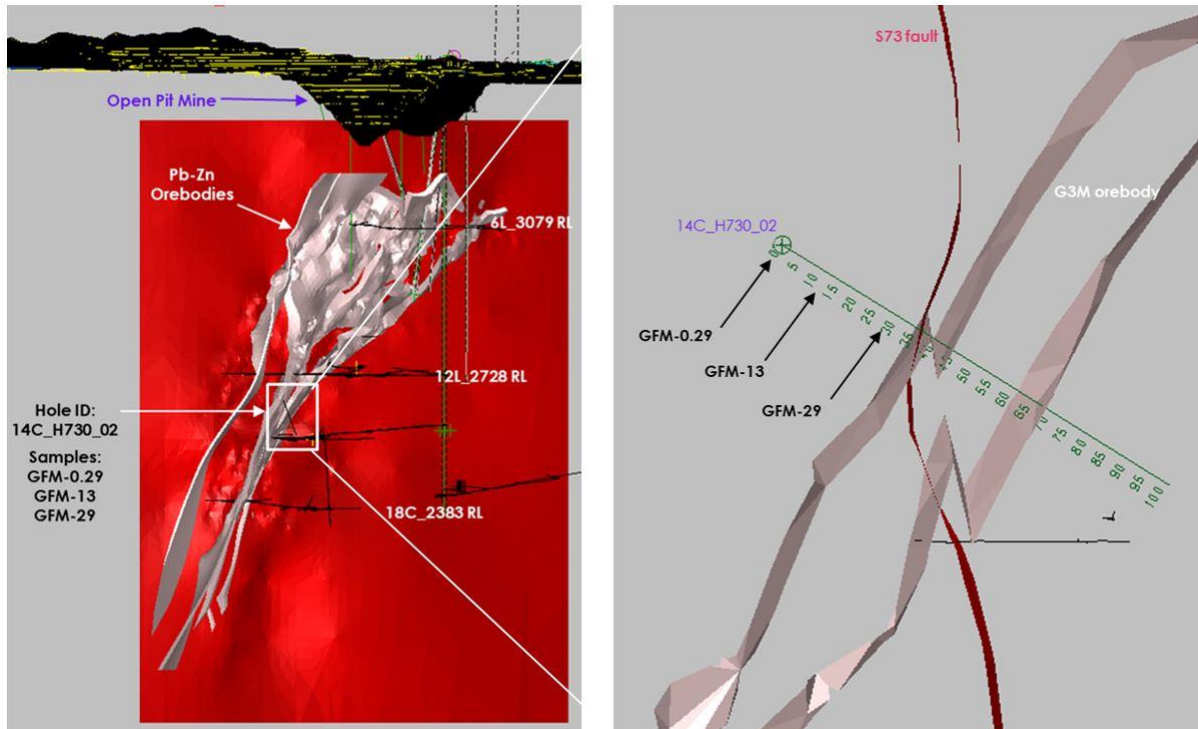 Open Pit Mine
Pb-Zn
Orebodies
6L_3079 RL
12L_2728 RL
Hole ID:
14C_H730_02
Samples:
GFM-0.29
GFM-13
GFM-29
18C_2383 RL
S73 fault
G3M orebody
14C_H730_02
0 5 10 15 20 25 30 35 40 45 50 55 60 65 70 75 80 85 90 95 100
GFM-0.29
GFM-13
GFM-29